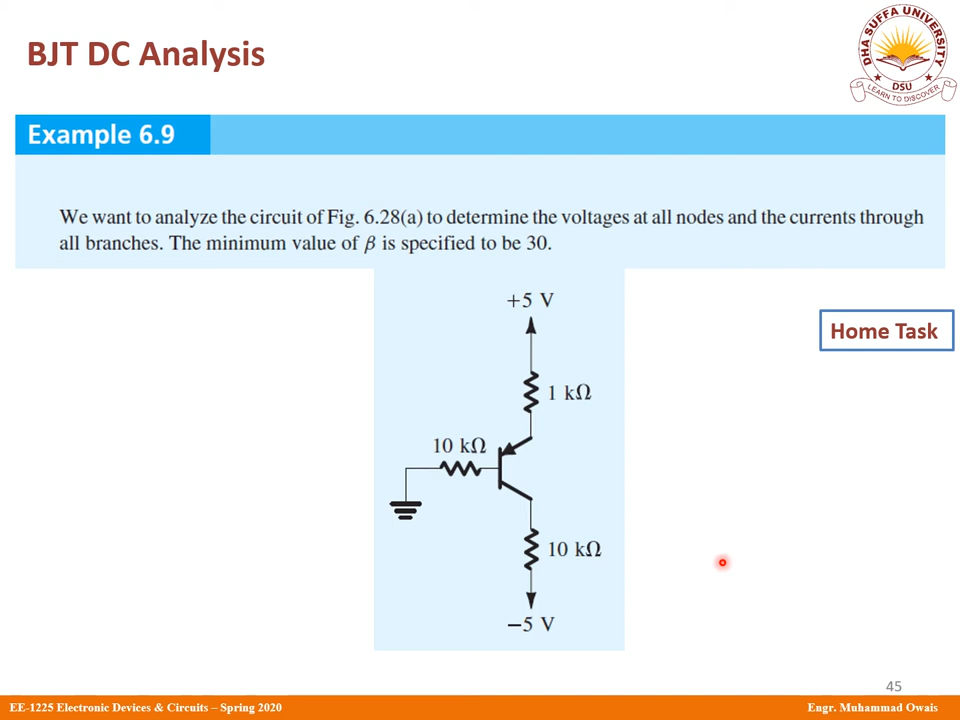 BJT DC Analysis
DHA SUFFA UNIVERSITY
DSU
LEARN TO DISCOVER
Example 6.9
We want to analyze the circuit of Fig. 6.28(a) to determine the voltages at all nodes and the currents through
all branches. The minimum value of β is specified to be 30.
+5 V
Home Task
1 kΩ
10 kΩ
10 kΩ
−5 V
45
EE-1225 Electronic Devices & Circuits – Spring 2020
Engr. Muhammad Owais